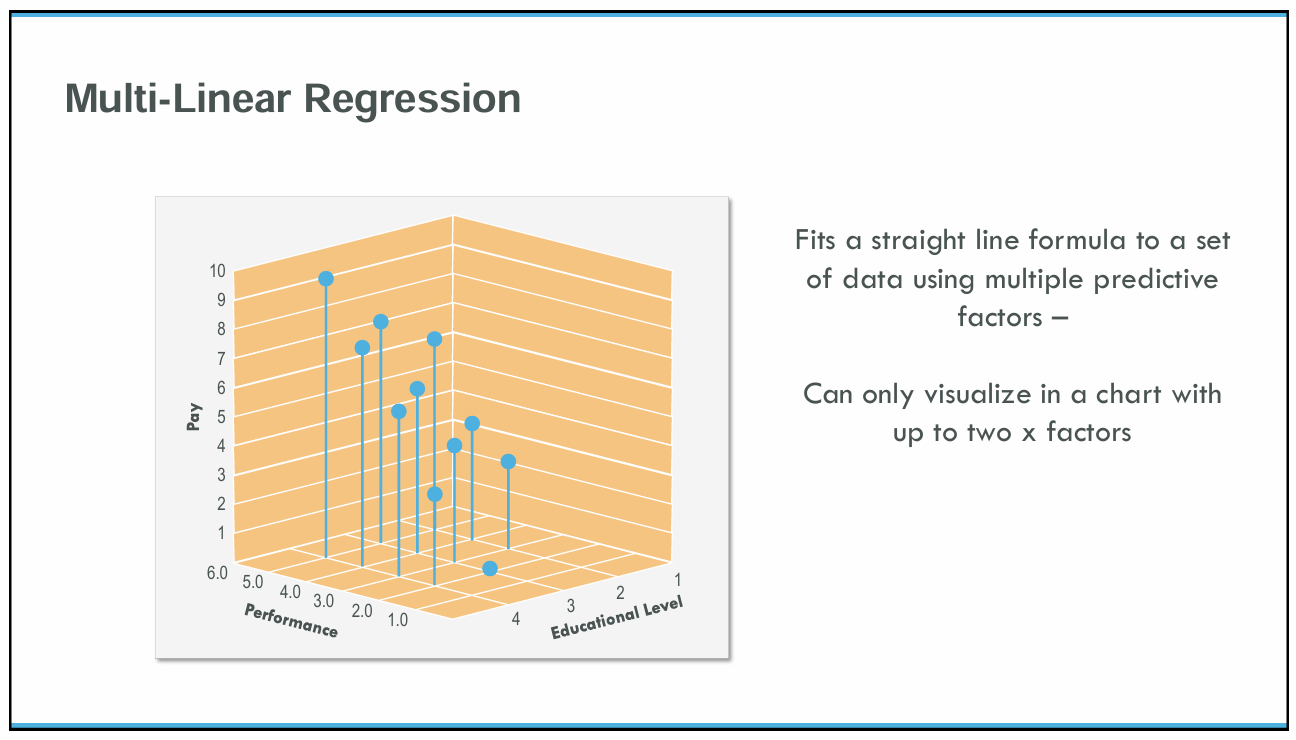 Multi-Linear Regression
Fits a straight line formula to a set
of data using multiple predictive
factors –
Can only visualize in a chart with
up to two x factors
10
9
8
7
6
5
4
3
2
1
Pay
6.0
5.0
4.0
3.0
2.0
1.0
Performance
4
3
2
1
Educational Level